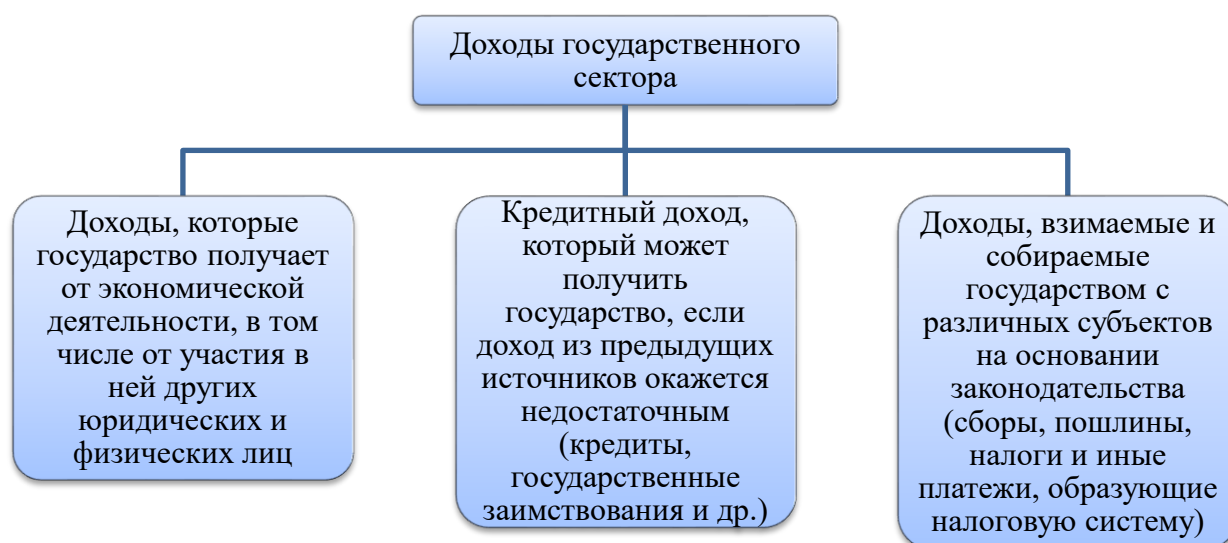 Доходы государственного
сектора
Доходы, которые
государство получает
от экономической
деятельности, в том
числе от участия в
ней других
юридических и
физических лиц
Кредитный доход,
который может
получить
государство, если
доход из предыдущих
источников окажется
недостаточным
(кредиты,
государственные
заимствования и др.)
Доходы, взимаемые и
собираемые
государством с
различных субъектов
на основании
законодательства
(сборы, пошлины,
налоги и иные
платежи, образующие
налоговую систему)